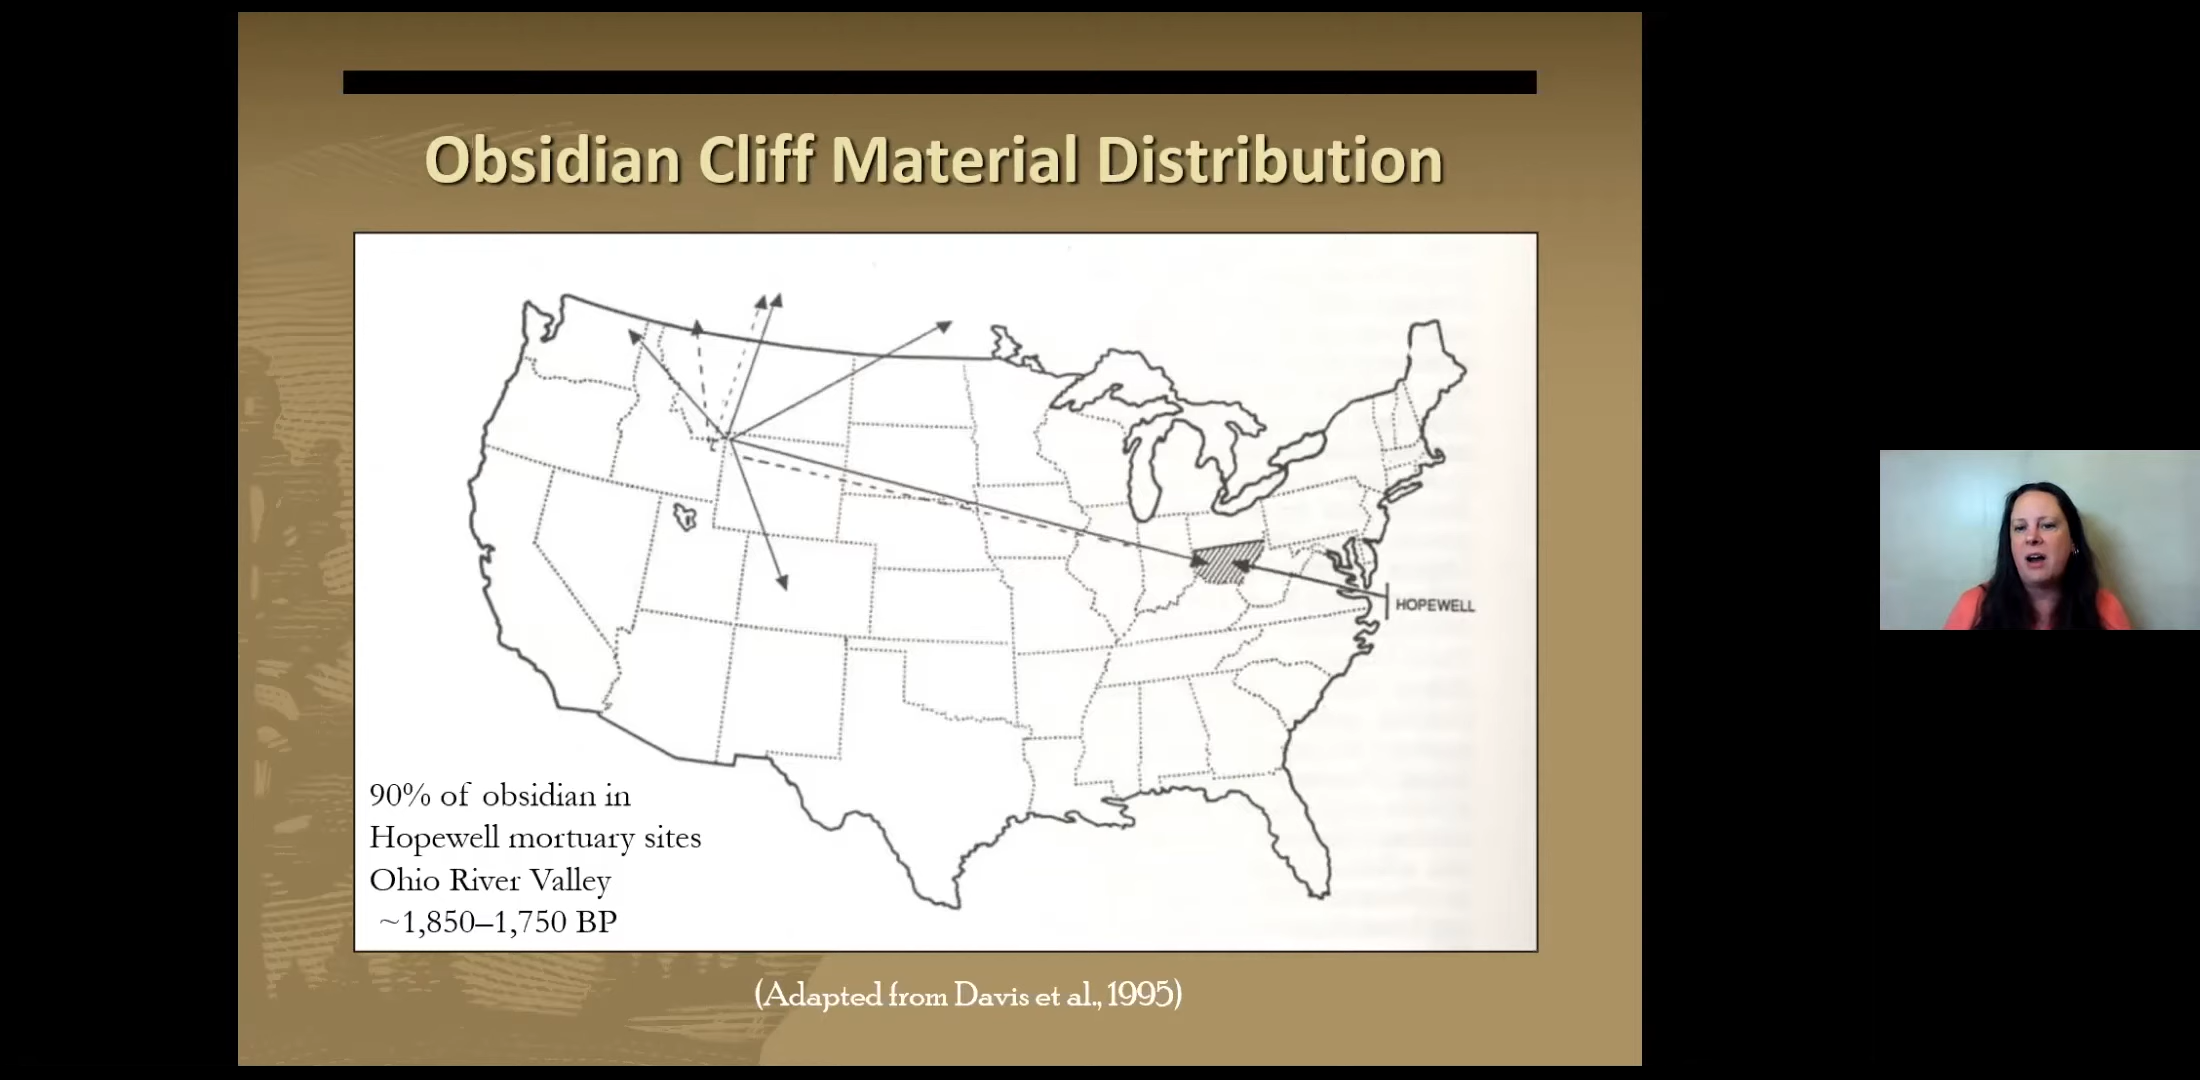 Obsidian Cliff Material Distribution
HOPEWELL
90% of obsidian in
Hopewell mortuary sites
Ohio River Valley
~1,850–1,750 BP
(Adapted from Davis et al., 1995)